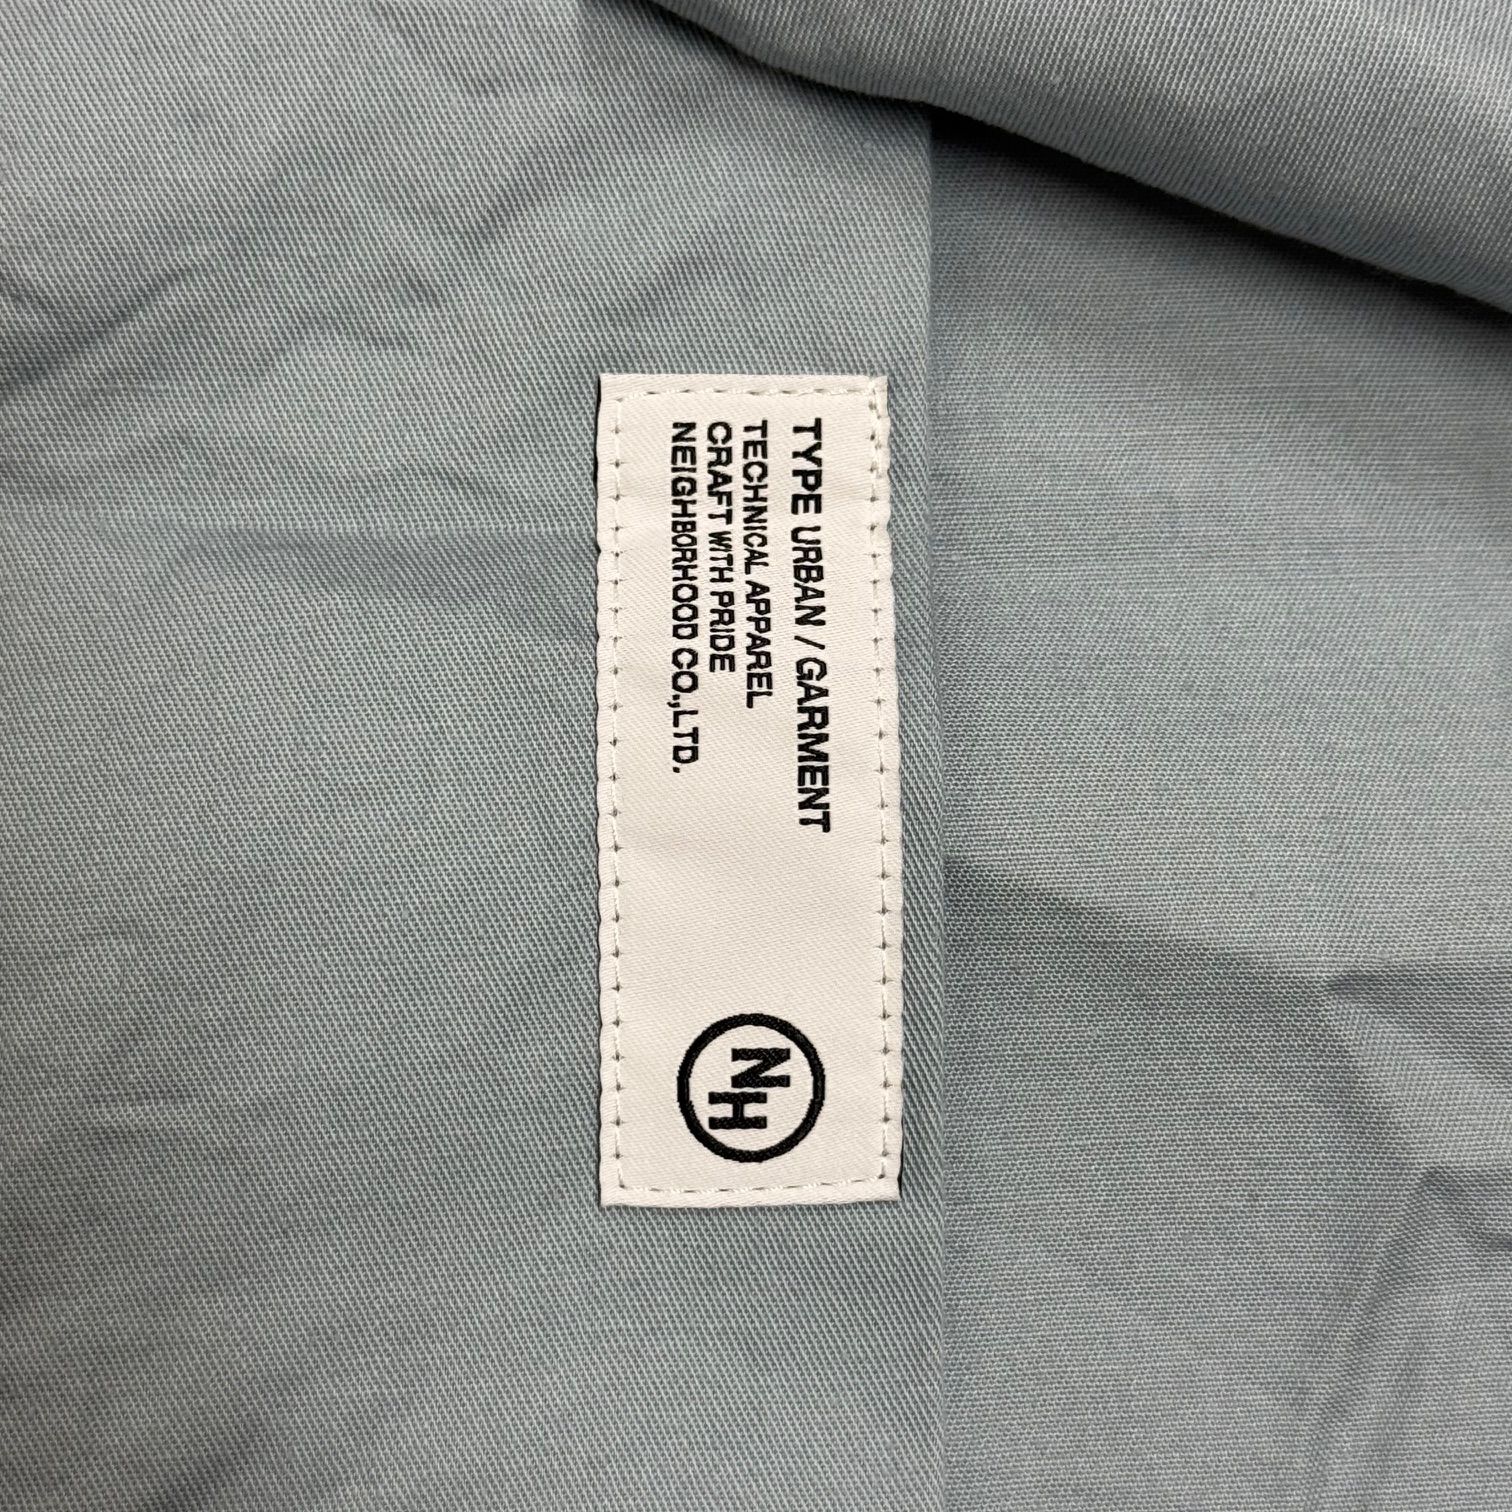 TYPE URBAN / GARMENT
TECHNICAL APPAREL
CRAFT WITH PRIDE
NEIGHBORHOOD CO.,LTD.
NH